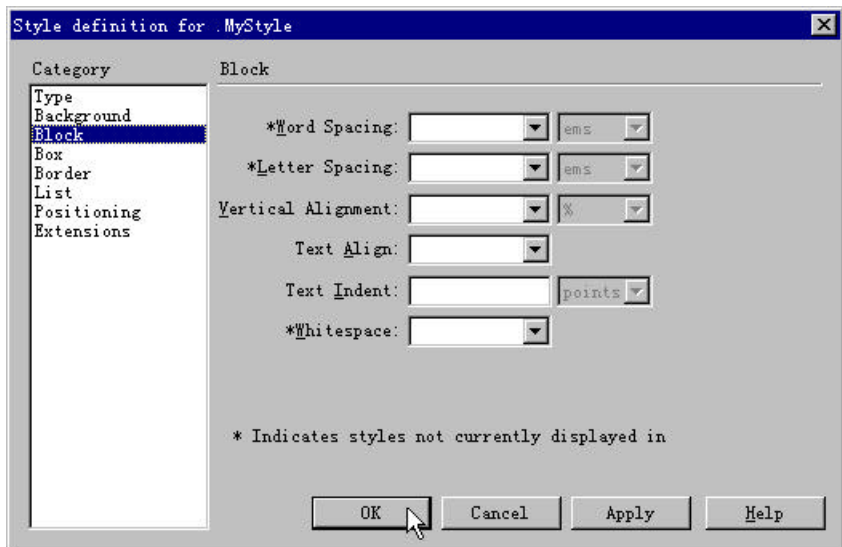 Style definition for .MyStyle
Category
Block
Type
Background
Block
Box
Border
List
Positioning
Extensions
*Word Spacing: ems
*Letter Spacing: ems
Vertical Alignment: %
Text Align:
Text Indent: points
*Whitespace:
* Indicates styles not currently displayed in
OK Cancel Apply Help